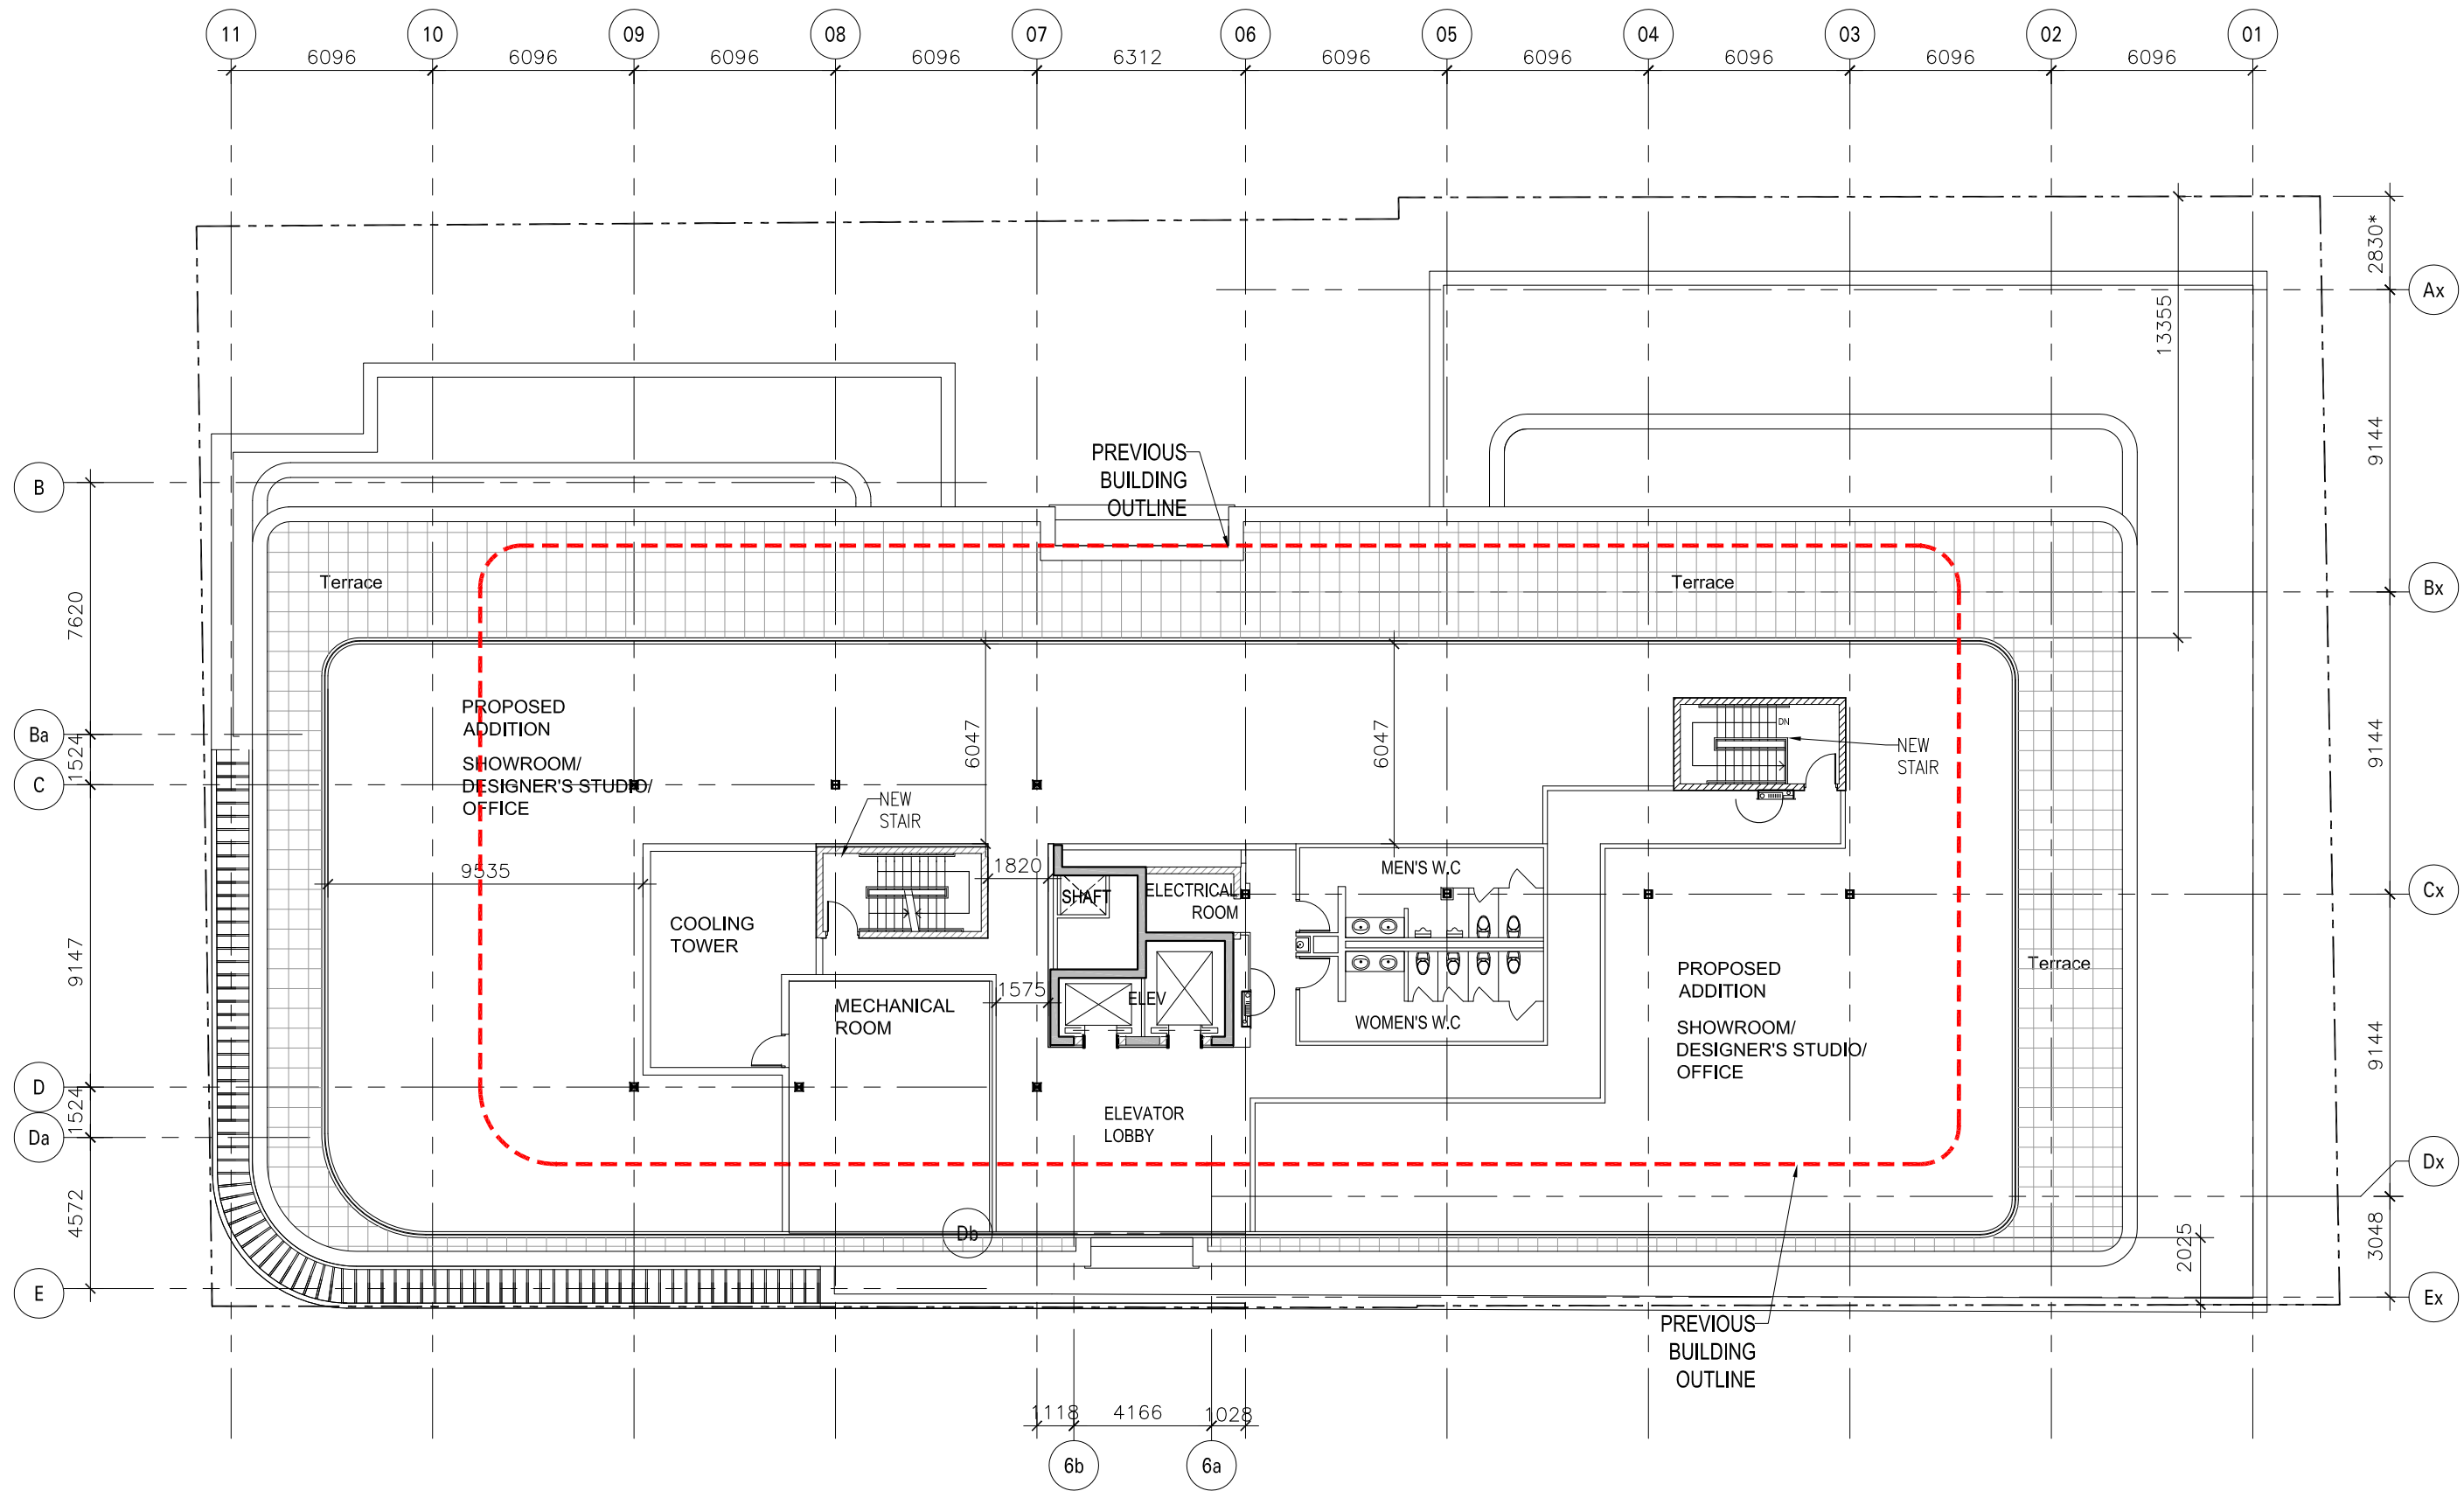 11
10
09
08
07
06
05
04
03
02
01
6096
6096
6096
6096
6312
6096
6096
6096
6096
6096
2830*
Ax
13355
9144
PREVIOUS
BUILDING
OUTLINE
B
Terrace
Terrace
Bx
7620
PROPOSED
ADDITION
SHOWROOM/
DESIGNER'S STUDIO/
OFFICE
6047
6047
DN
NEW
STAIR
9144
Ba
1524
C
NEW
STAIR
9535
1820
SHAFT
ELECTRICAL
ROOM
MEN'S W.C
Cx
COOLING
TOWER
9147
MECHANICAL
ROOM
1575
ELEV
WOMEN'S W.C
PROPOSED
ADDITION
SHOWROOM/
DESIGNER'S STUDIO/
OFFICE
Terrace
9144
D
1524
Da
ELEVATOR
LOBBY
Dx
4572
Db
2025
3048
E
Ex
PREVIOUS
BUILDING
OUTLINE
1118
4166
1028
6b
6a